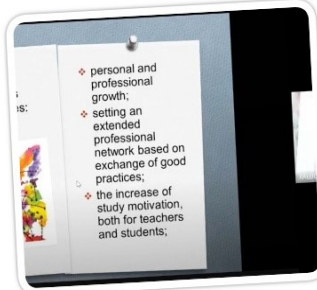 s
es:
❖ personal and
professional
growth;
❖ setting an
extended
professional
network based on
exchange of good
practices;
❖ the increase of
study motivation,
both for teachers
and students;